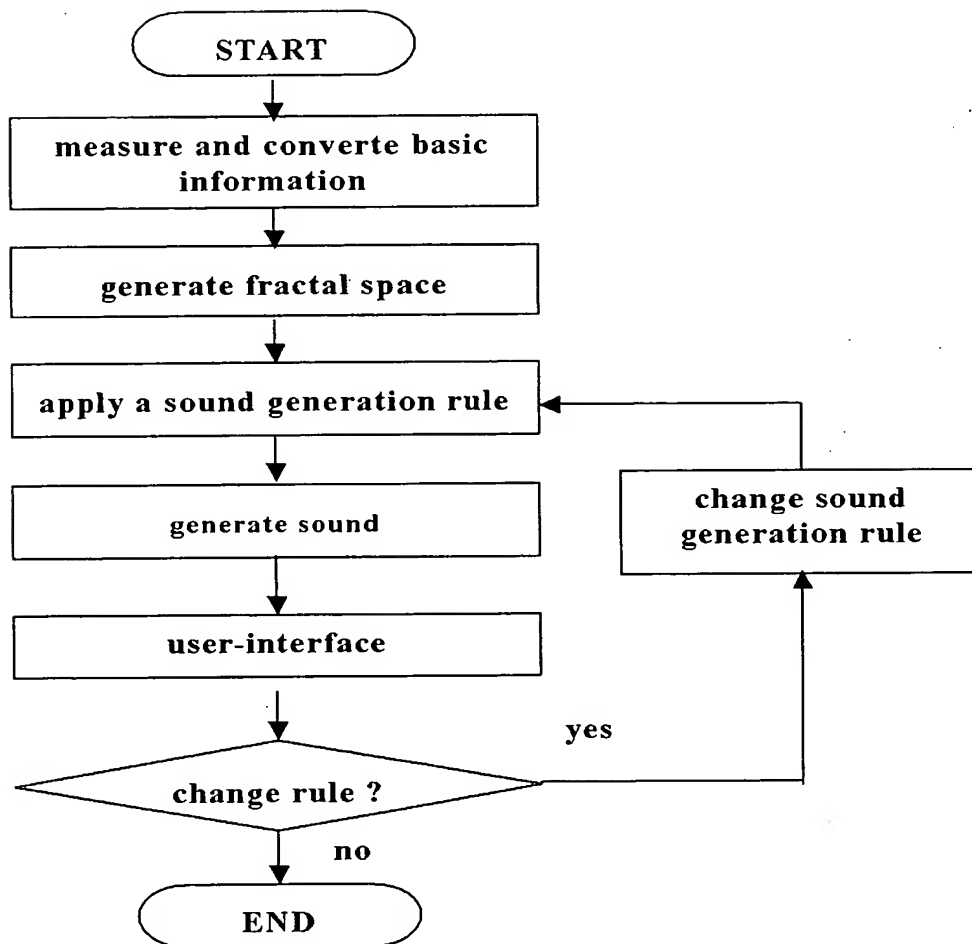 START
measure and converte basic
information
generate fractal space
apply a sound generation rule
generate sound
change sound
generation rule
user-interface
yes
change rule ?
no
END